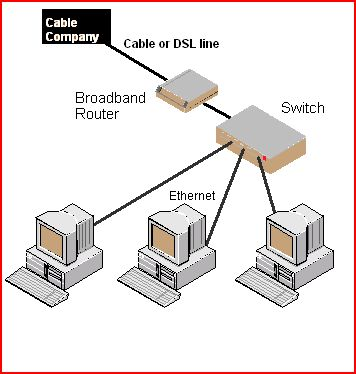 Cable
Company
Cable or DSL line
Broadband
Router
Switch
Ethernet